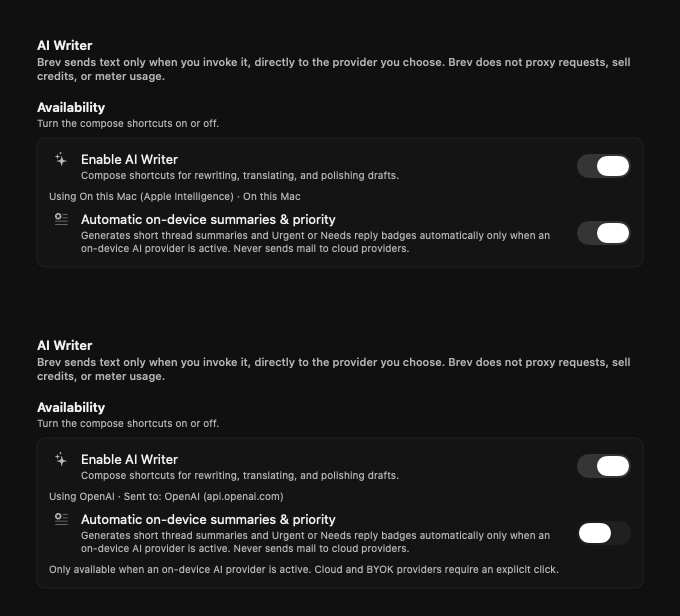 AI Writer
Brev sends text only when you invoke it, directly to the provider you choose. Brev does not proxy requests, sell
credits, or meter usage.
Availability
Turn the compose shortcuts on or off.
Enable AI Writer
Compose shortcuts for rewriting, translating, and polishing drafts.
Using On this Mac (Apple Intelligence) · On this Mac
Automatic on-device summaries & priority
Generates short thread summaries and Urgent or Needs reply badges automatically only when an
on-device AI provider is active. Never sends mail to cloud providers.
AI Writer
Brev sends text only when you invoke it, directly to the provider you choose. Brev does not proxy requests, sell
credits, or meter usage.
Availability
Turn the compose shortcuts on or off.
Enable AI Writer
Compose shortcuts for rewriting, translating, and polishing drafts.
Using OpenAI · Sent to: OpenAI (api.openai.com)
Automatic on-device summaries & priority
Generates short thread summaries and Urgent or Needs reply badges automatically only when an
on-device AI provider is active. Never sends mail to cloud providers.
Only available when an on-device AI provider is active. Cloud and BYOK providers require an explicit click.